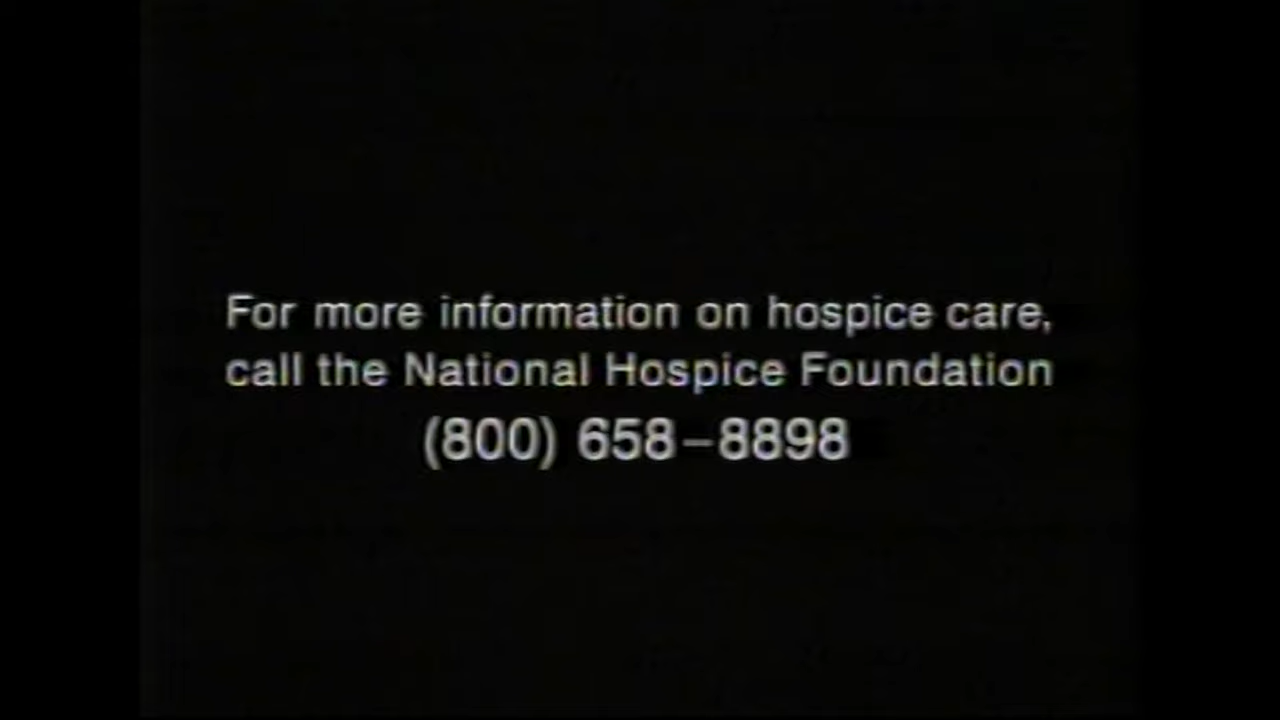 For more information on hospice care,
call the National Hospice Foundation
(800) 658-8898